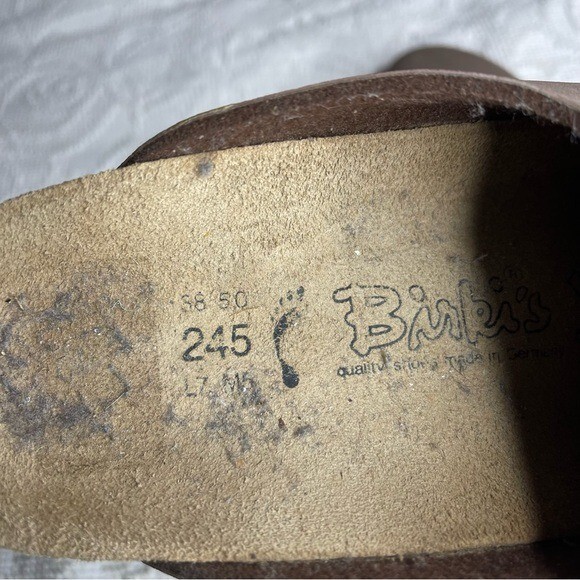 38 5.0
245
L7 M5
Birki's
quality shoes made in Germany